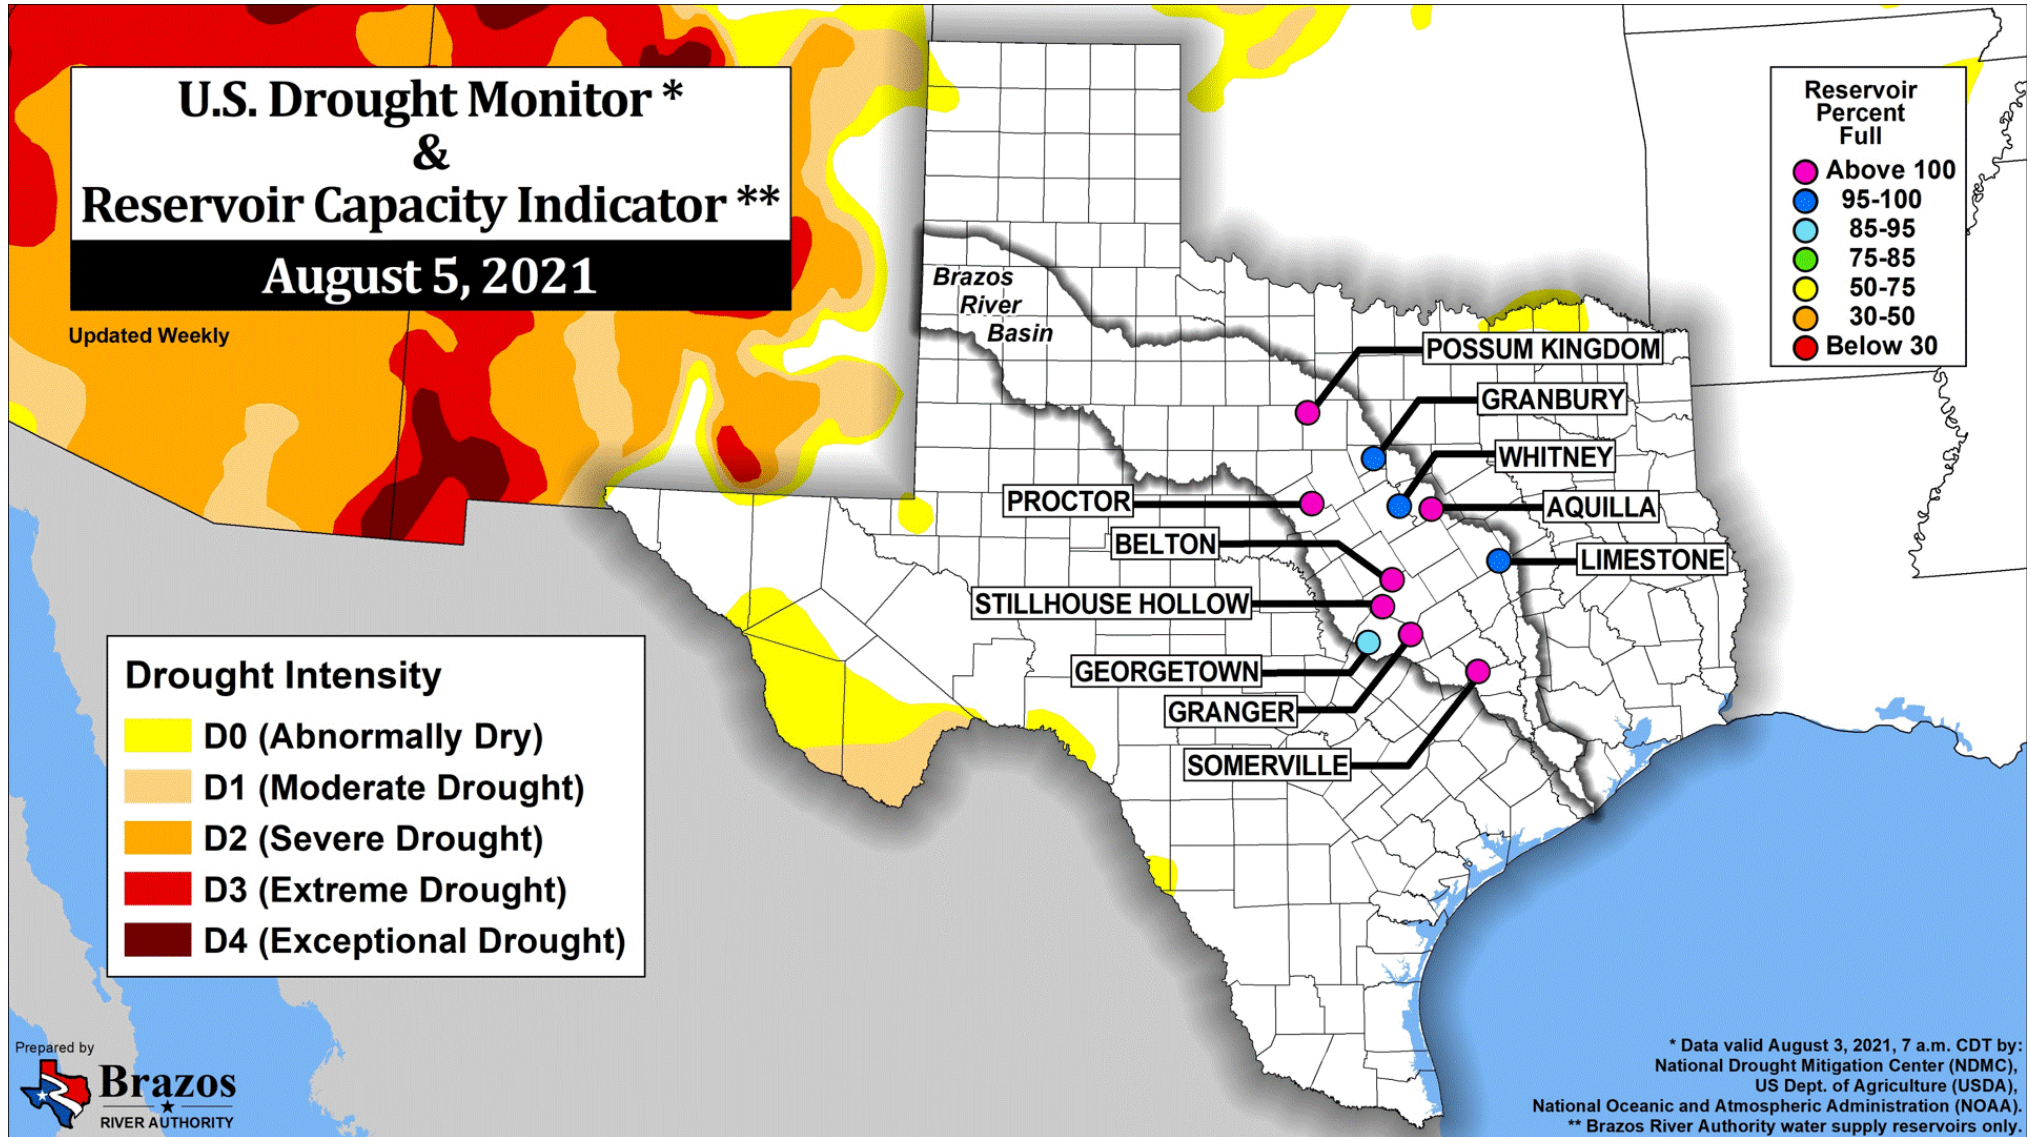 U.S. Drought Monitor *
&
Reservoir Capacity Indicator **
August 5, 2021
Updated Weekly
Reservoir
Percent
Full
Above 100
95-100
85-95
75-85
50-75
30-50
Below 30
Brazos
River
Basin
POSSUM KINGDOM
GRANBURY
WHITNEY
PROCTOR
AQUILLA
BELTON
LIMESTONE
STILLHOUSE HOLLOW
GEORGETOWN
GRANGER
SOMERVILLE
Drought Intensity
D0 (Abnormally Dry)
D1 (Moderate Drought)
D2 (Severe Drought)
D3 (Extreme Drought)
D4 (Exceptional Drought)
Prepared by
Brazos
RIVER AUTHORITY
* Data valid August 3, 2021, 7 a.m. CDT by:
National Drought Mitigation Center (NDMC),
US Dept. of Agriculture (USDA),
National Oceanic and Atmospheric Administration (NOAA).
** Brazos River Authority water supply reservoirs only.